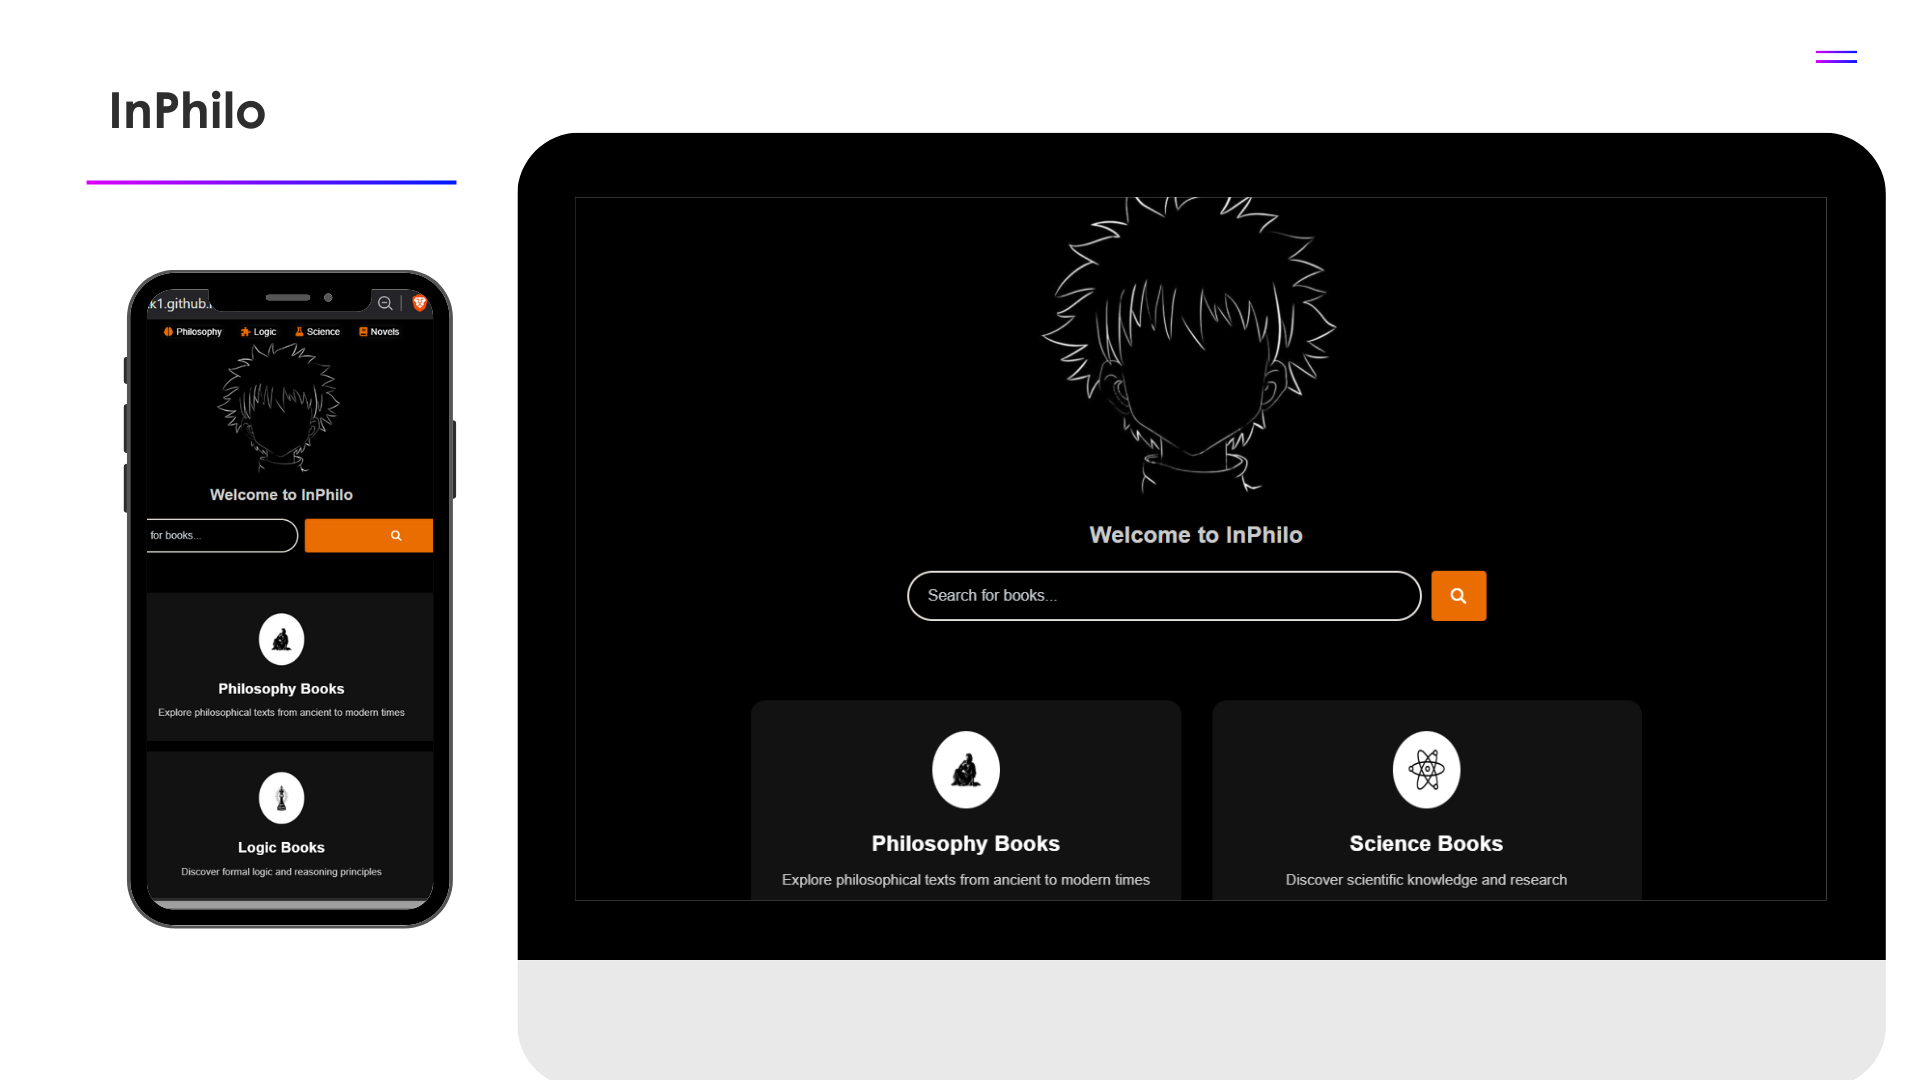 InPhilo
k1.github.
Philosophy Logic Science Novels
Welcome to InPhilo
for books...
Philosophy Books
Explore philosophical texts from ancient to modern times
Logic Books
Discover formal logic and reasoning principles
Welcome to InPhilo
Search for books...
Philosophy Books
Explore philosophical texts from ancient to modern times
Science Books
Discover scientific knowledge and research